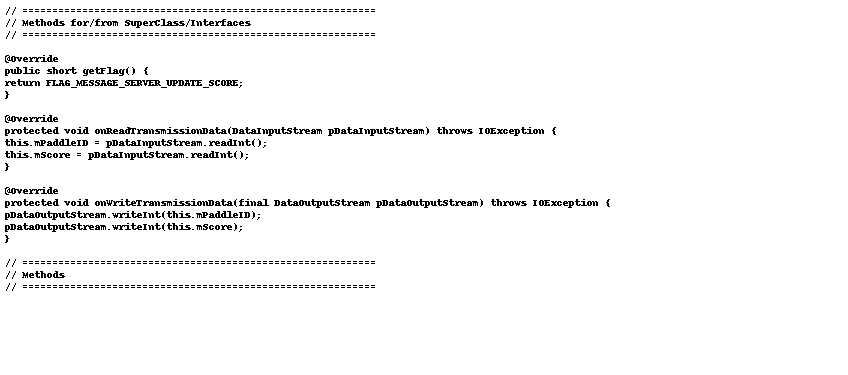 // ===========================================================
// Methods for/from SuperClass/Interfaces
// ===========================================================
@Override
public short getFlag() {
return FLAG_MESSAGE_SERVER_UPDATE_SCORE;
}
@Override
protected void onReadTransmissionData(DataInputStream pDataInputStream) throws IOException {
this.mPaddleID = pDataInputStream.readInt();
this.mScore = pDataInputStream.readInt();
}
@Override
protected void onWriteTransmissionData(final DataOutputStream pDataOutputStream) throws IOException {
pDataOutputStream.writeInt(this.mPaddleID);
pDataOutputStream.writeInt(this.mScore);
}
// ===========================================================
// Methods
// ===========================================================